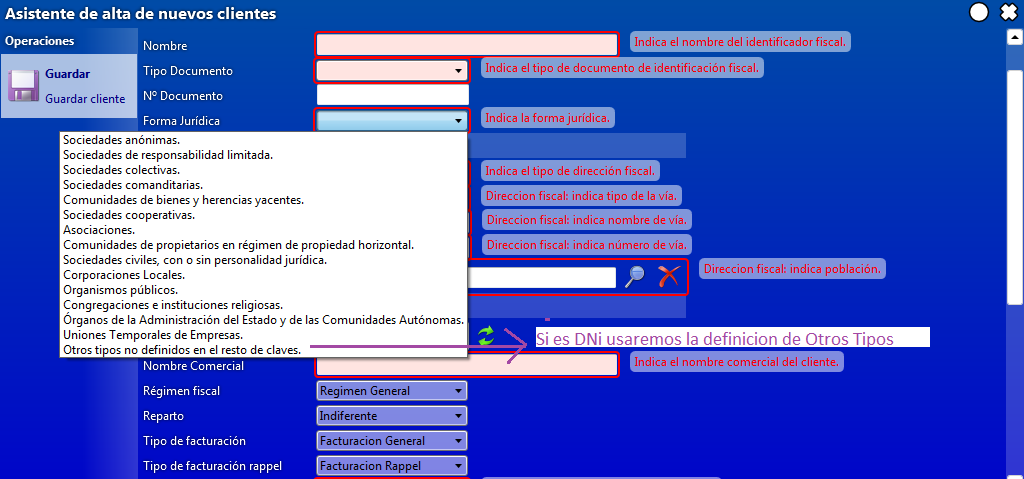 Asistente de alta de nuevos clientes
Operaciones
Guardar
Guardar cliente
Nombre
Indica el nombre del identificador fiscal.
Tipo Documento
Indica el tipo de documento de identificación fiscal.
Nº Documento
Forma Jurídica
Indica la forma jurídica.
Sociedades anónimas.
Sociedades de responsabilidad limitada.
Sociedades colectivas.
Indica el tipo de dirección fiscal.
Sociedades comanditarias.
Direccion fiscal: indica tipo de la vía.
Comunidades de bienes y herencias yacentes.
Sociedades cooperativas.
Direccion fiscal: indica nombre de vía.
Asociaciones.
Comunidades de propietarios en régimen de propiedad horizontal.
Direccion fiscal: indica número de vía.
Sociedades civiles, con o sin personalidad jurídica.
Direccion fiscal: indica población.
Corporaciones Locales.
Organismos públicos.
Congregaciones e instituciones religiosas.
Órganos de la Administración del Estado y de las Comunidades Autónomas.
Uniones Temporales de Empresas.
Si es DNi usaremos la definicion de Otros Tipos
Otros tipos no definidos en el resto de claves.
Nombre Comercial
Indica el nombre comercial del cliente.
Régimen fiscal
Regimen General
Reparto
Indiferente
Tipo de facturación
Facturacion General
Tipo de facturación rappel
Facturacion Rappel